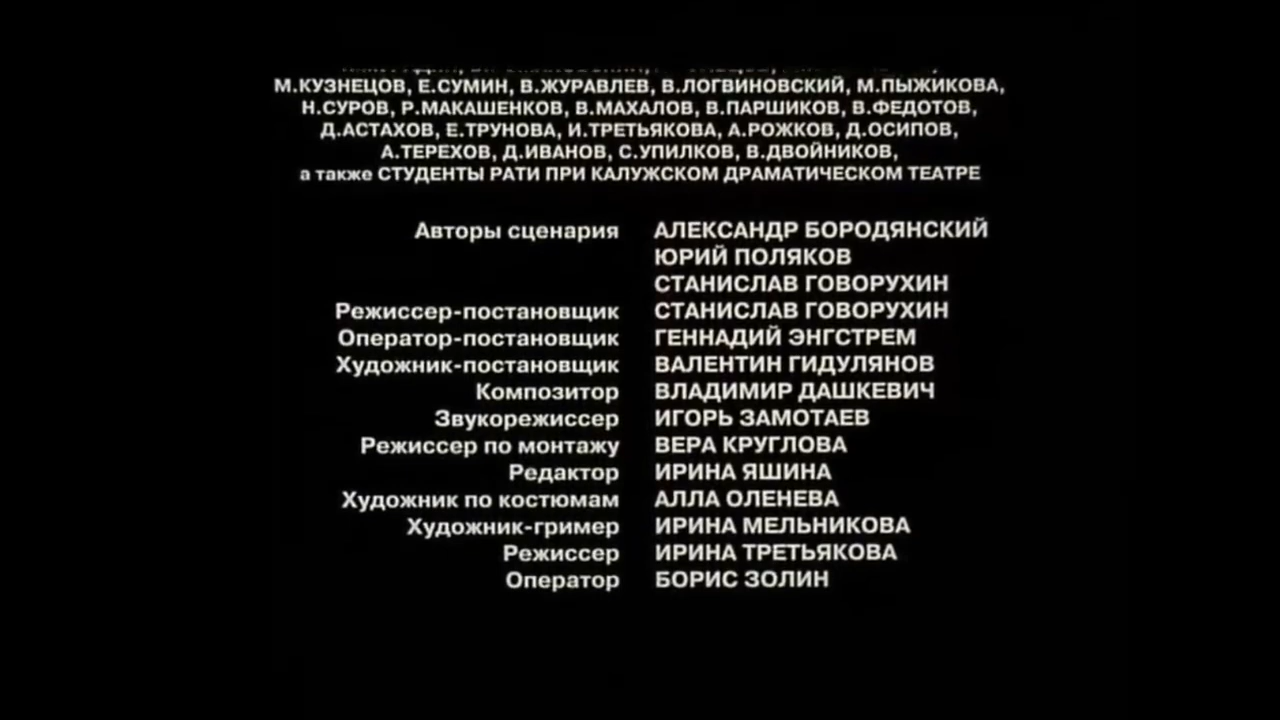 М.КУЗНЕЦОВ, Е.СУМИН, В.ЖУРАВЛЕВ, В.ЛОГВИНОВСКИЙ, М.ПЫЖИКОВА,
Н.СУРОВ, Р.МАКАШЕНКОВ, В.МАХАЛОВ, В.ПАРШИКОВ, В.ФЕДОТОВ,
Д.АСТАХОВ, Е.ТРУНОВА, И.ТРЕТЬЯКОВА, А.РОЖКОВ, Д.ОСИПОВ,
А.ТЕРЕХОВ, Д.ИВАНОВ, С.УПИЛКОВ, В.ДВОЙНИКОВ,
а также СТУДЕНТЫ РАТИ ПРИ КАЛУЖСКОМ ДРАМАТИЧЕСКОМ ТЕАТРЕ
Авторы сценария АЛЕКСАНДР БОРОДЯНСКИЙ
ЮРИЙ ПОЛЯКОВ
СТАНИСЛАВ ГОВОРУХИН
Режиссер-постановщик СТАНИСЛАВ ГОВОРУХИН
Оператор-постановщик ГЕННАДИЙ ЭНГСТРЕМ
Художник-постановщик ВАЛЕНТИН ГИДУЛЯНОВ
Композитор ВЛАДИМИР ДАШКЕВИЧ
Звукорежиссер ИГОРЬ ЗАМОТАЕВ
Режиссер по монтажу ВЕРА КРУГЛОВА
Редактор ИРИНА ЯШИНА
Художник по костюмам АЛЛА ОЛЕНЕВА
Художник-гример ИРИНА МЕЛЬНИКОВА
Режиссер ИРИНА ТРЕТЬЯКОВА
Оператор БОРИС ЗОЛИН